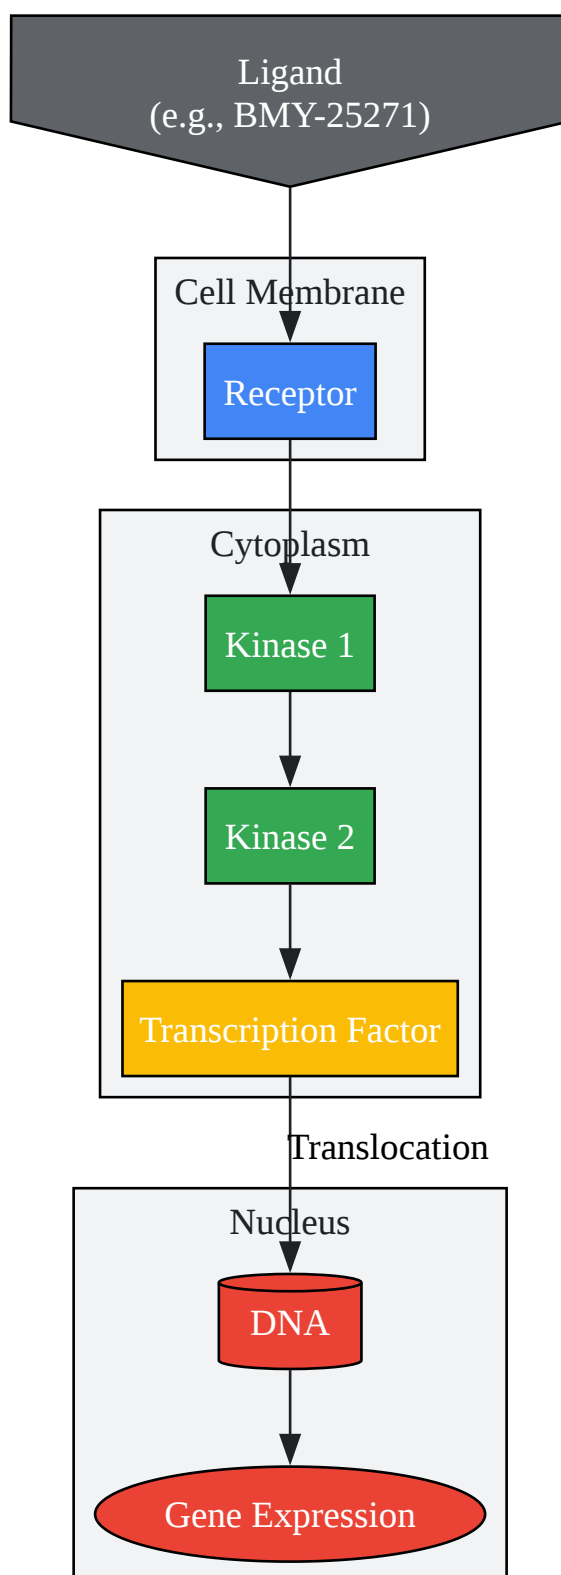 Ligand
(e.g., BMY-25271)
Cell Membrane
Receptor
Cytoplasm
Kinase 1
Kinase 2
Transcription Factor
Translocation
Nucleus
DNA
Gene Expression